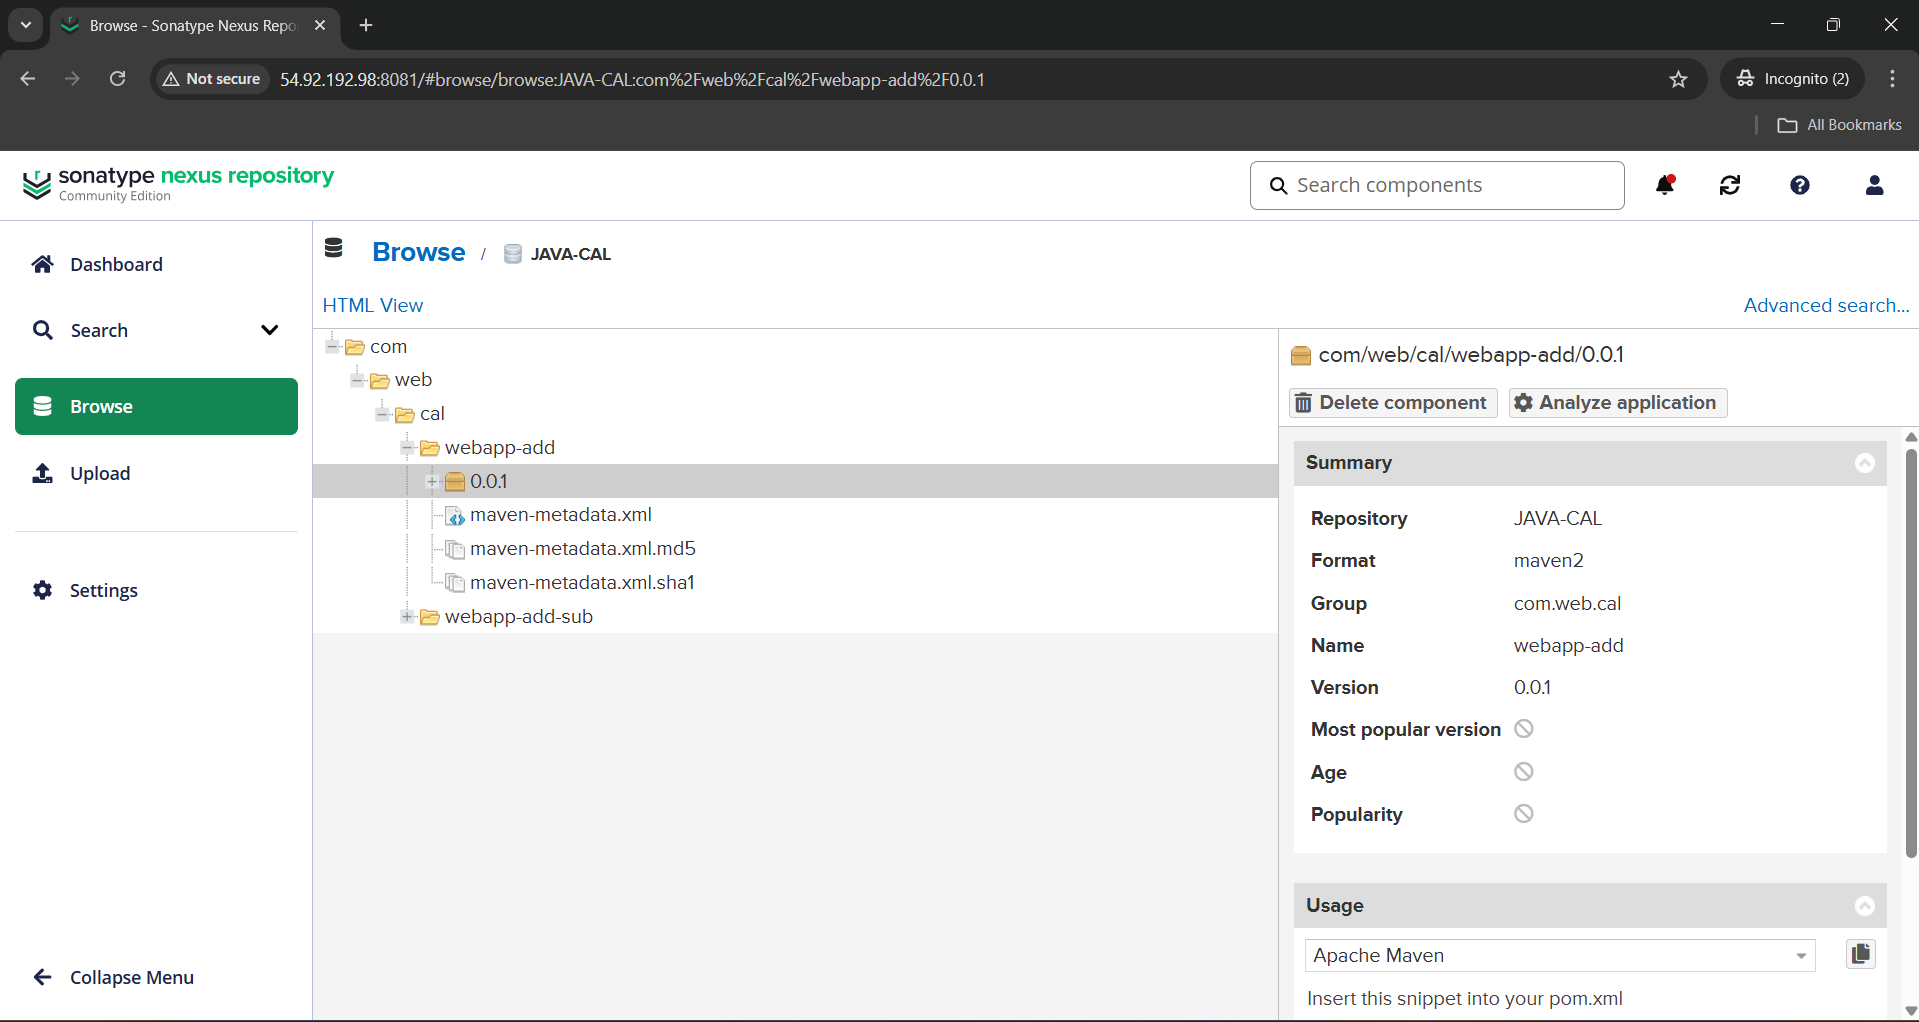 Browse - Sonatype Nexus Repo
Not secure
54.92.192.98:8081/#browse/browse:JAVA-CAL:com%2Fweb%2Fcal%2Fwebapp-add%2F0.0.1
Incognito (2)
All Bookmarks
sonatype nexus repository
Community Edition
Search components
Dashboard
Search
Browse
Upload
Settings
Collapse Menu
Browse / JAVA-CAL
HTML View
Advanced search...
com
web
cal
webapp-add
0.0.1
maven-metadata.xml
maven-metadata.xml.md5
maven-metadata.xml.sha1
webapp-add-sub
com/web/cal/webapp-add/0.0.1
Delete component
Analyze application
Summary
Repository JAVA-CAL
Format maven2
Group com.web.cal
Name webapp-add
Version 0.0.1
Most popular version
Age
Popularity
Usage
Apache Maven
Insert this snippet into your pom.xml